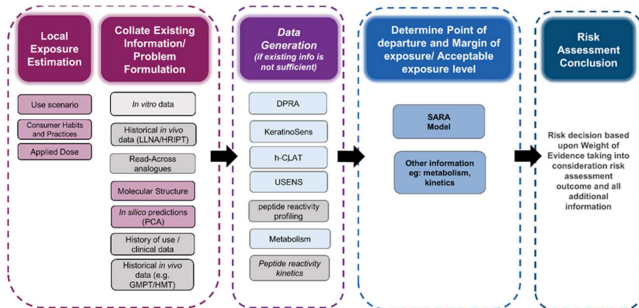 Local
Exposure
Estimation
Use scenario
Consumer Habits
and Practices
Applied Dose
Collate Existing
Information/
Problem
Formulation
In vitro data
Historical in vivo
data (LLNA/HRIPT)
Read-Across
analogues
Molecular Structure
In silico predictions
(PCA)
History of use /
clinical data
Historical in vivo
data (e.g.
GMPT/HMT)
Data
Generation
(if existing info is
not sufficient)
DPRA
KeratinoSens
h-CLAT
USENS
peptide reactivity
profiling
Metabolism
Peptide reactivity
kinetics
Determine Point of
departure and Margin of
exposure/ Acceptable
exposure level
SARA
Model
Other information
eg: metabolism,
kinetics
Risk
Assessment
Conclusion
Risk decision based
upon Weight of
Evidence taking into
consideration risk
assessment
outcome and all
additional
information